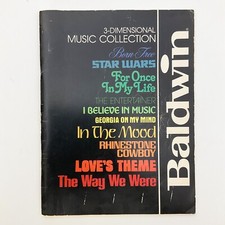 3-DIMENSIONAL
MUSIC COLLECTION
Born Free
STAR WARS
For Once
In My Life
THE ENTERTAINER
I BELIEVE IN MUSIC
GEORGIA ON MY MIND
In The Mood
RHINESTONE
COWBOY
LOVE'S THEME
The Way We Were
Baldwin